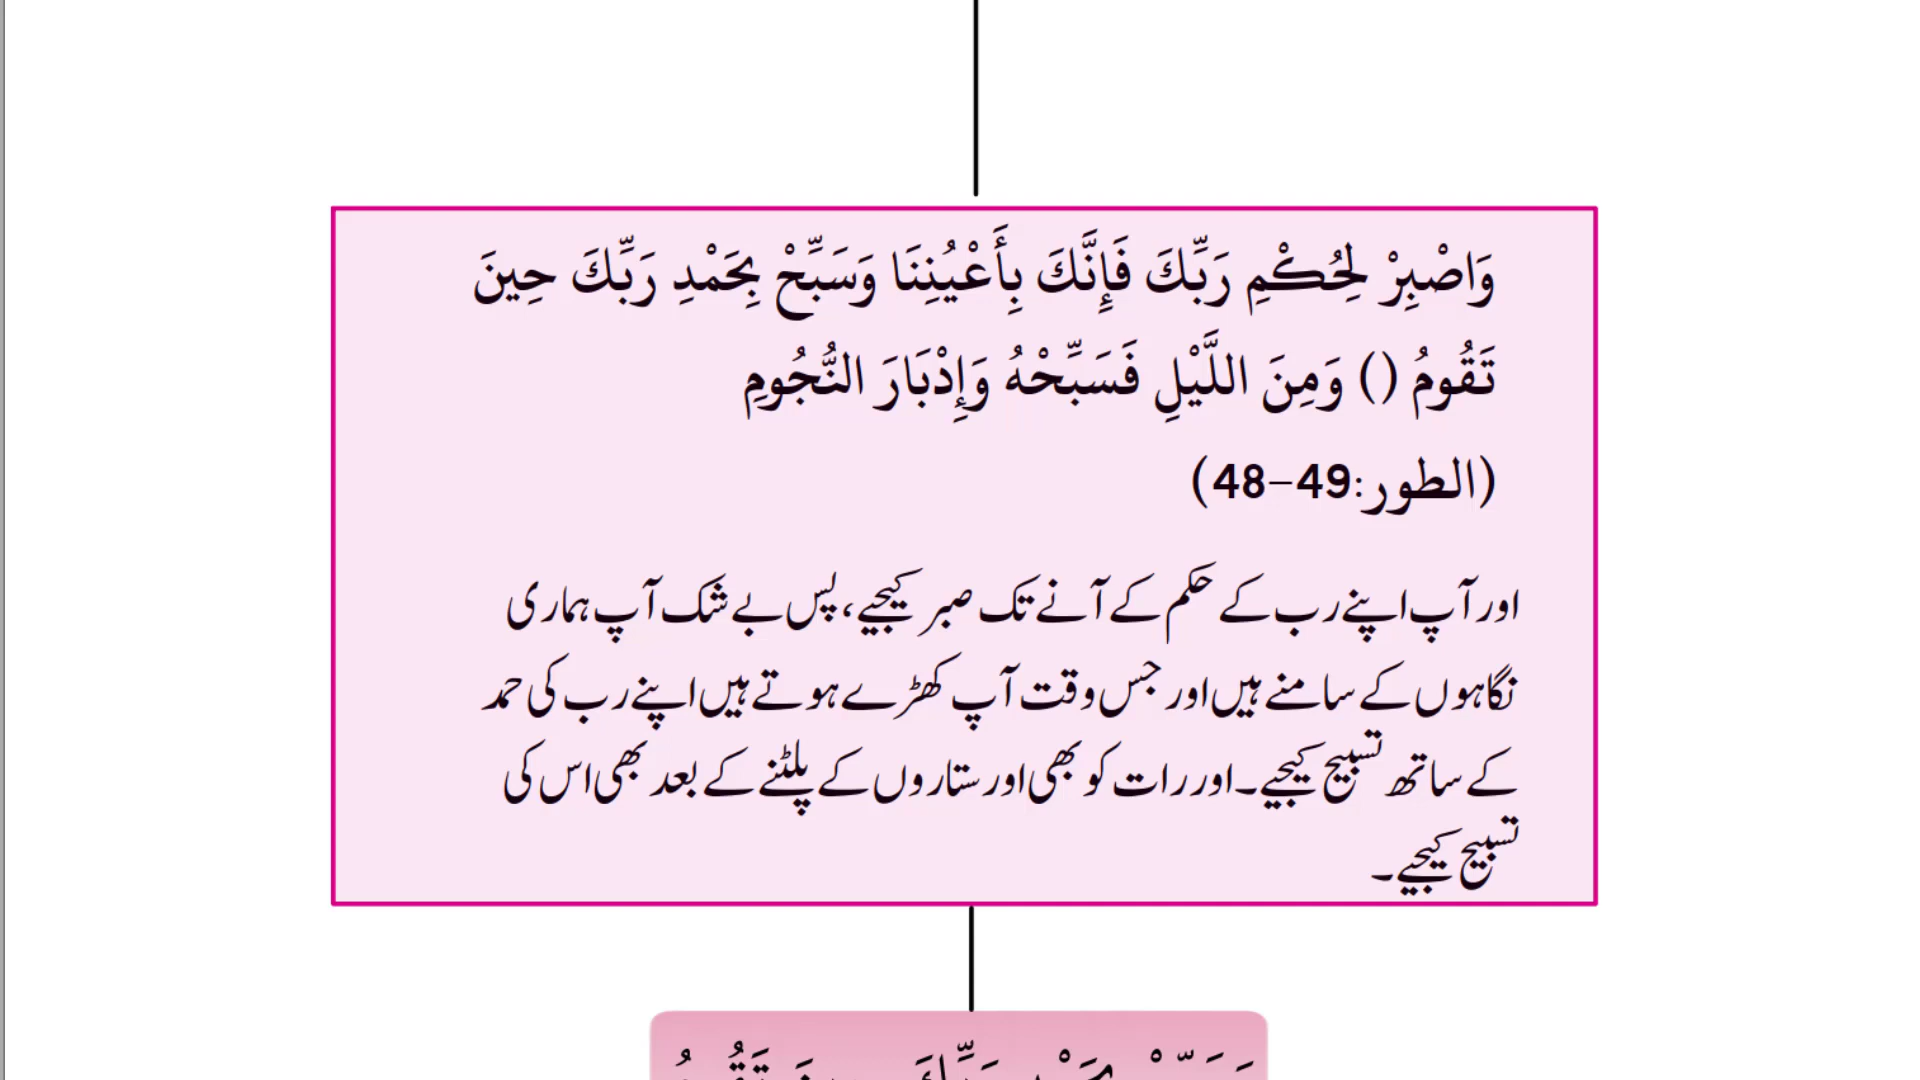 وَاصْبِرْ لِحُكْمِ رَبِّكَ فَإِنَّكَ بِأَعْيُنِنَا وَسَبِّحْ بِحَمْدِ رَبِّكَ حِينَ
تَقُومُ () وَمِنَ اللَّيْلِ فَسَبِّحْهُ وَإِدْبَارَ النُّجُومِ
(الطور:49-48)
اور آپ اپنے رب کے حکم کے آنے تک صبر کیجیے، پس بے شک آپ ہماری
نگاہوں کے سامنے ہیں اور جس وقت آپ کھڑے ہوتے ہیں اپنے رب کی حمد
کے ساتھ تسبیح کیجیے۔ اور رات کو بھی اور ستاروں کے پلٹنے کے بعد بھی اس کی
تسبیح کیجیے۔